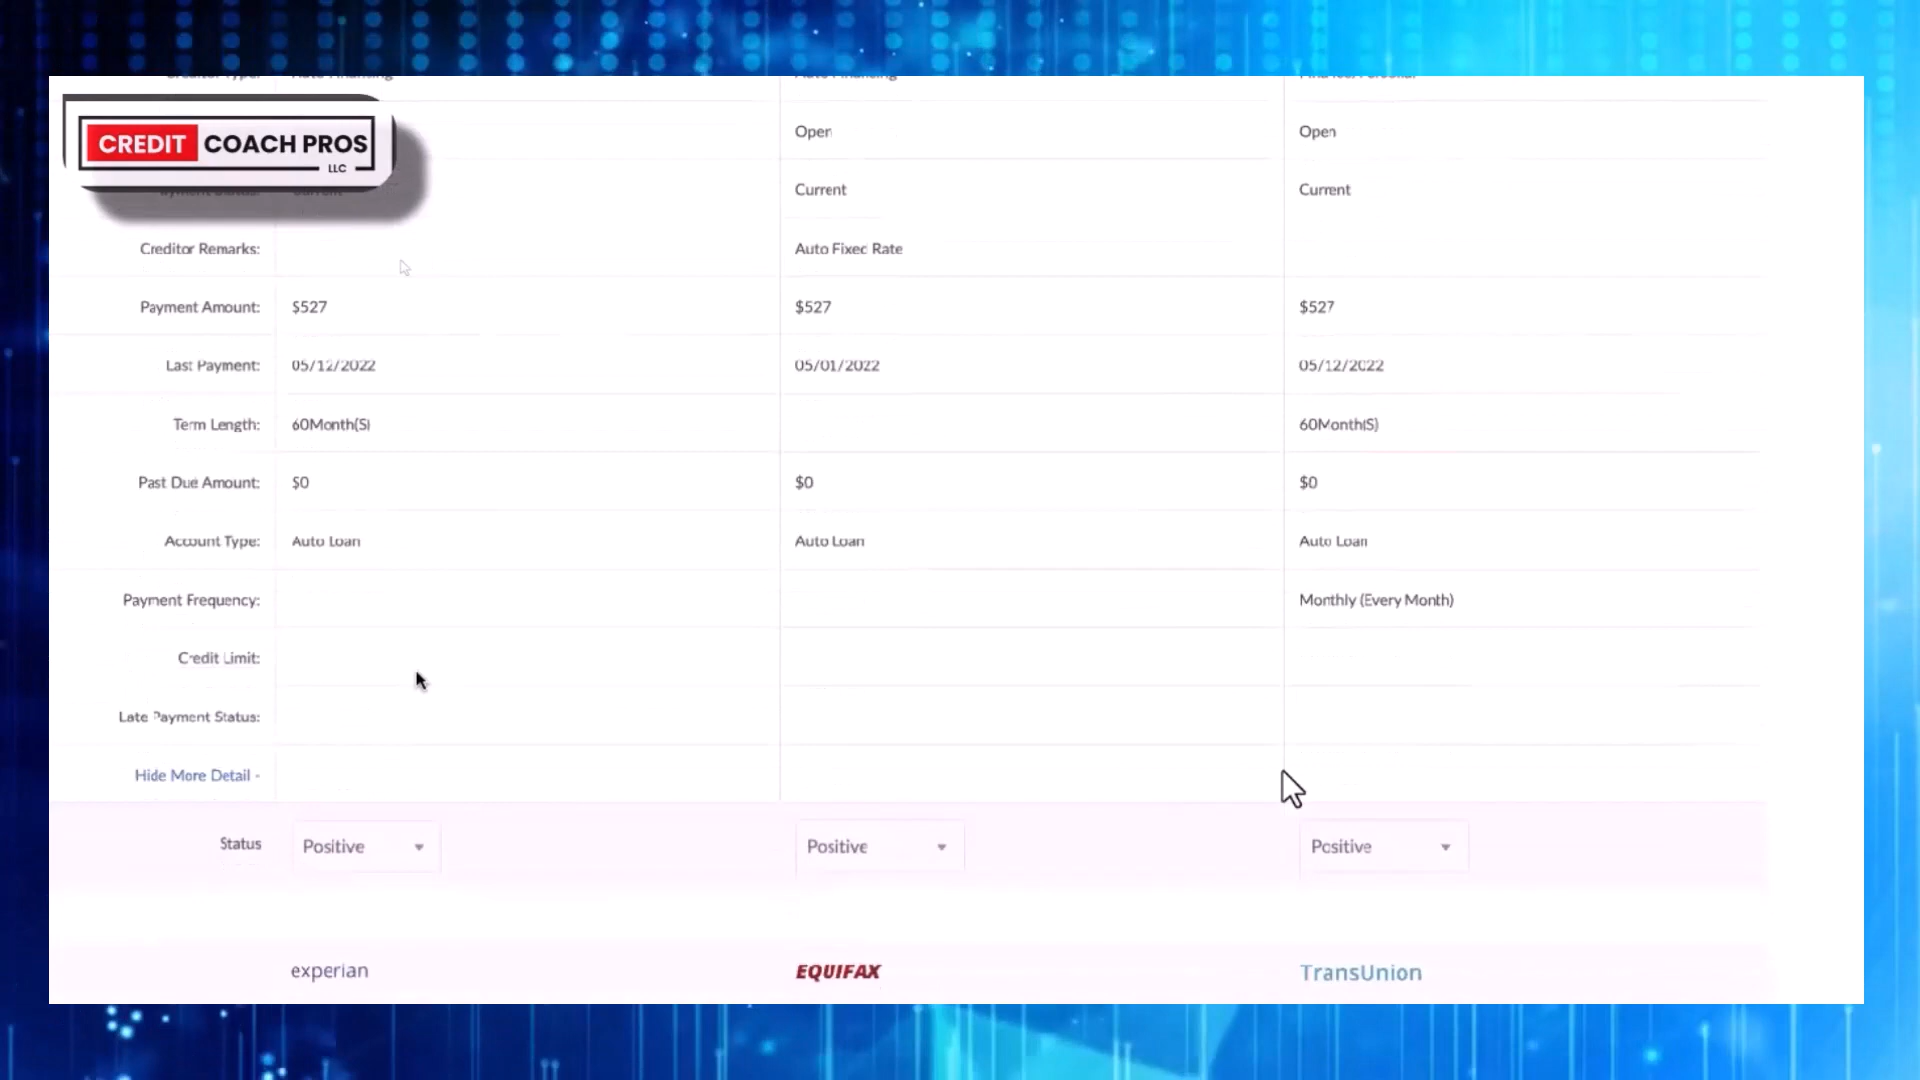 CREDIT COACH PROS
LLC
Open Open
Current Current
Creditor Remarks: Auto Fixed Rate
Payment Amount: $527 $527 $527
Last Payment: 05/12/2022 05/01/2022 05/12/2022
Term Length: 60Month(S) 60Month(S)
Past Due Amount: $0 $0 $0
Account Type: Auto Loan Auto Loan Auto Loan
Payment Frequency: Monthly (Every Month)
Credit Limit:
Late Payment Status:
Hide More Detail -
Status Positive Positive Positive
experian EQUIFAX TransUnion